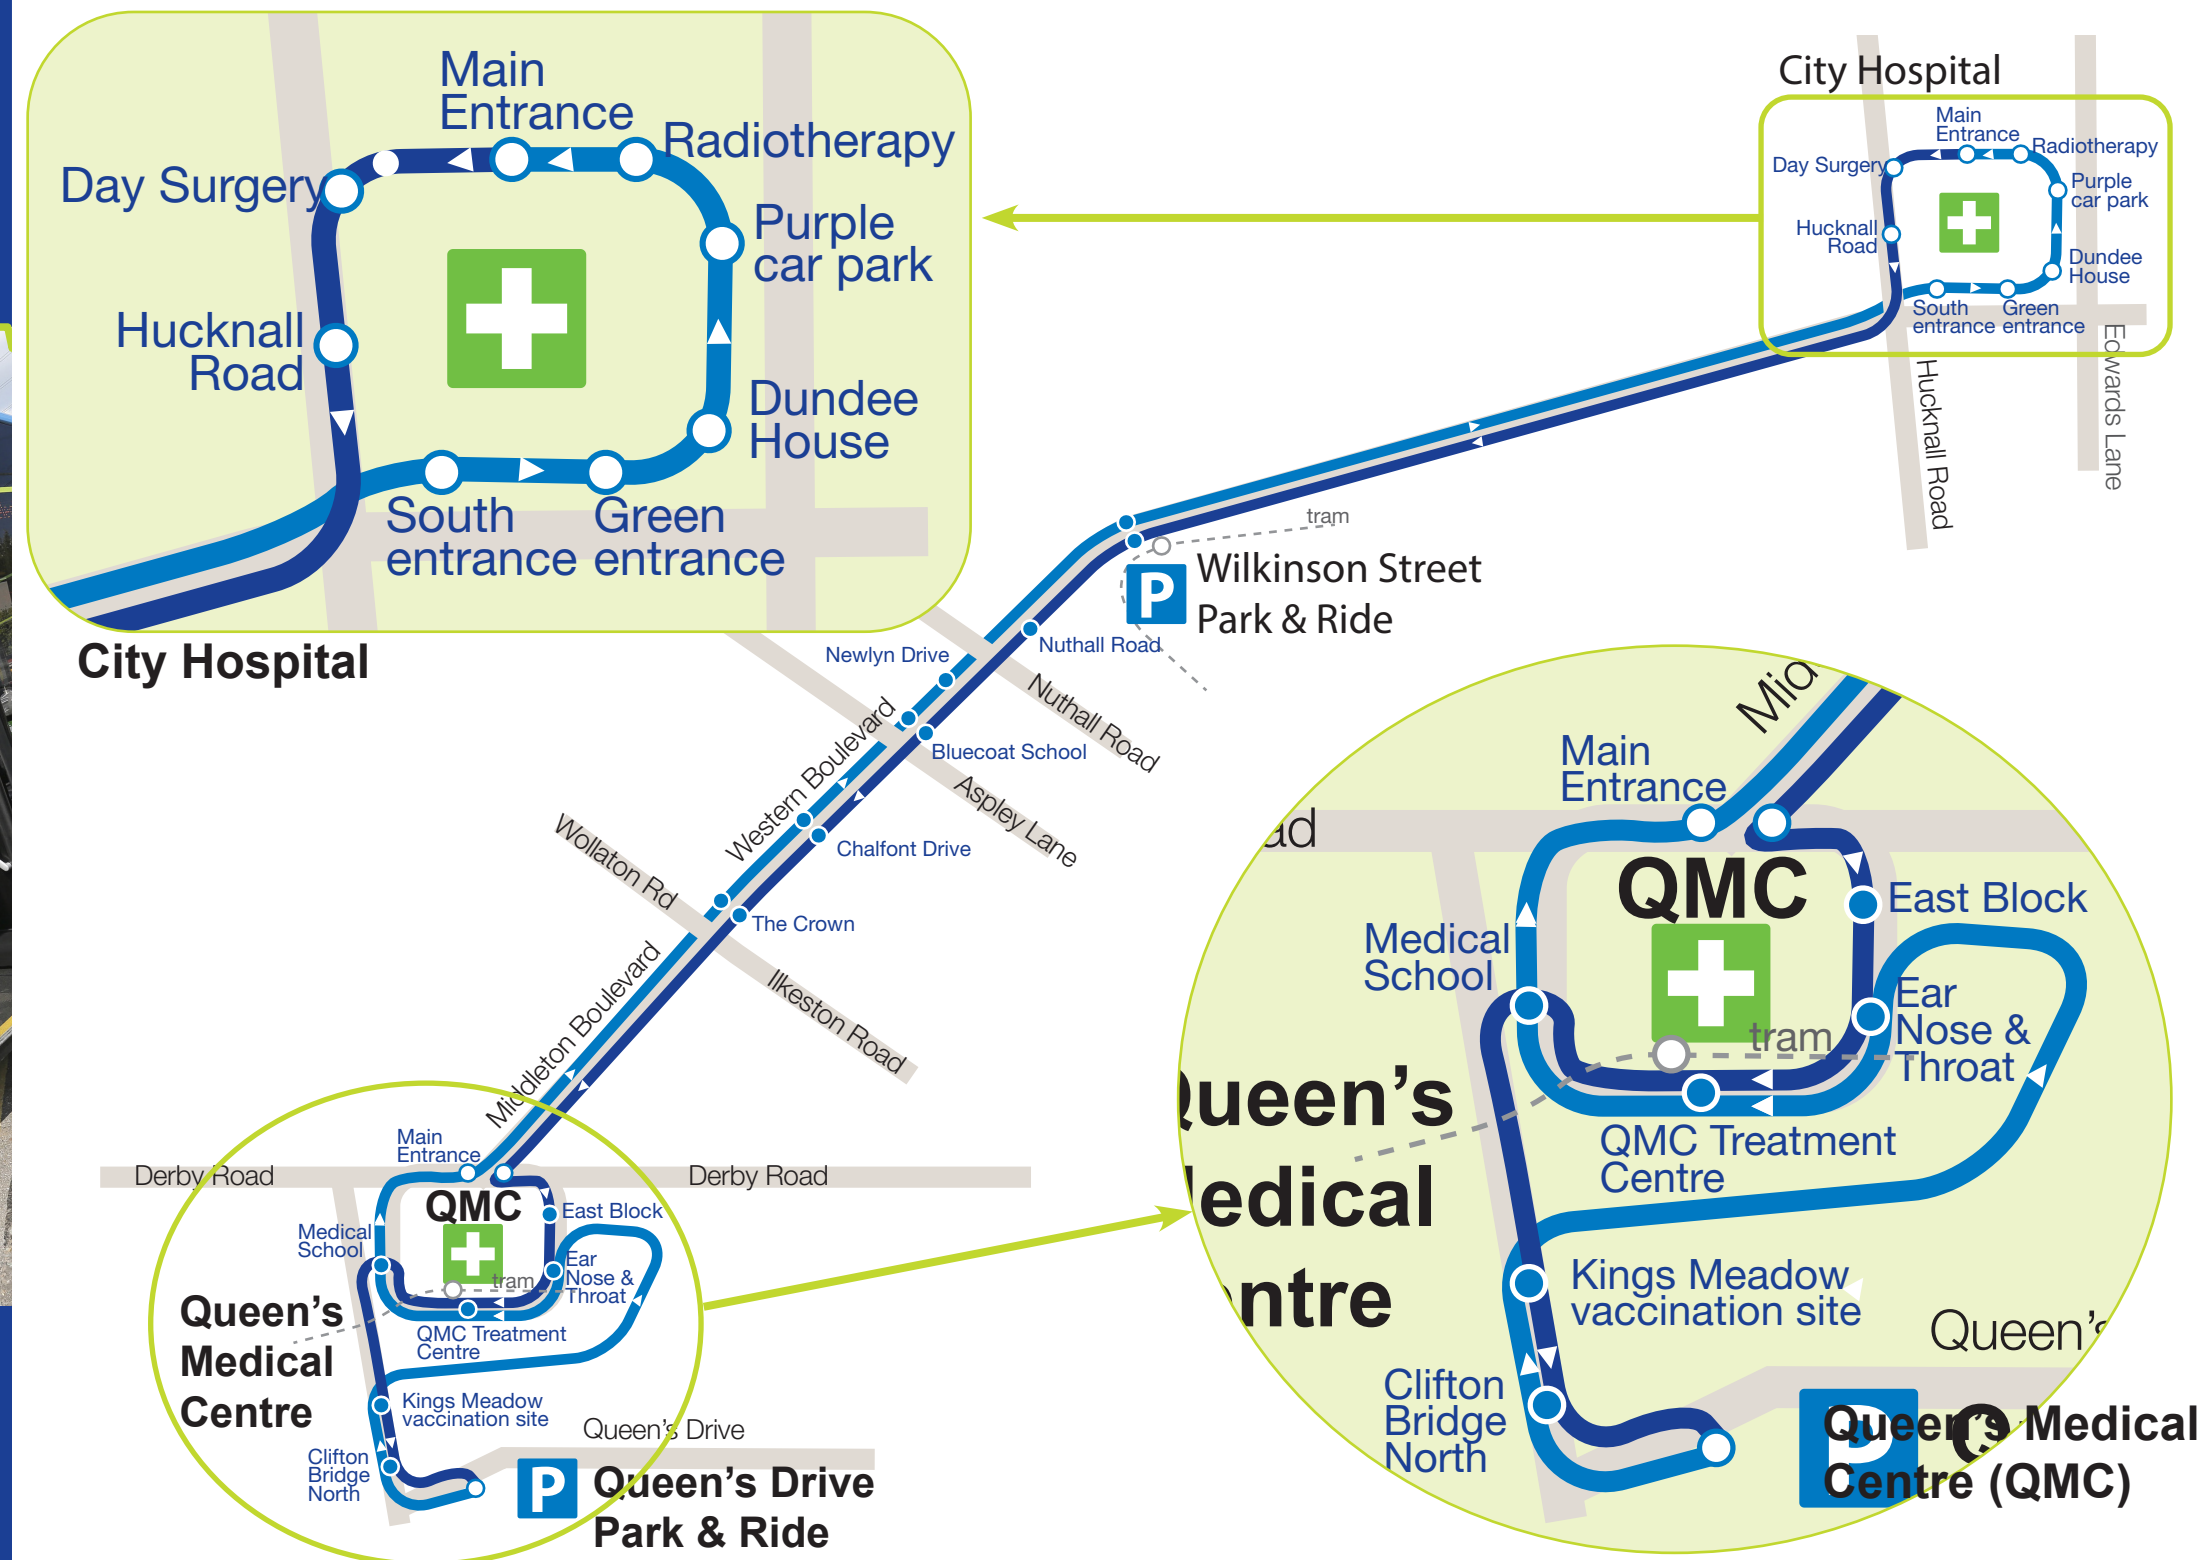 Main
Entrance
Radiotherapy
Day Surgery
Purple
car park
Hucknall
Road
Dundee
House
South
entrance
Green
entrance
City Hospital
City Hospital
Main
Entrance
Radiotherapy
Day Surgery
Purple
car park
Hucknall
Road
Dundee
House
South
entrance
Green
entrance
Edwards Lane
Hucknall Road
tram
P
Wilkinson Street
Park & Ride
Newlyn Drive
Nuthall Road
Nuthall Road
Western Boulevard
Bluecoat School
Aspley Lane
Chalfont Drive
Wollaton Rd
The Crown
Ilkeston Road
Middleton Boulevard
Main
Entrance
Derby Road
Derby Road
QMC
East Block
Medical
School
Ear
Nose &
Throat
tram
Queen's
Medical
Centre
QMC Treatment
Centre
Kings Meadow
vaccination site
Queen's Drive
Clifton
Bridge
North
P
Queen's Drive
Park & Ride
Mid
Main
Entrance
ad
QMC
East Block
Medical
School
Ear
Nose &
Throat
tram
ueen's
edical
ntre
QMC Treatment
Centre
Kings Meadow
vaccination site
Queen's
Clifton
Bridge
North
P
Queen's Medical
Centre (QMC)